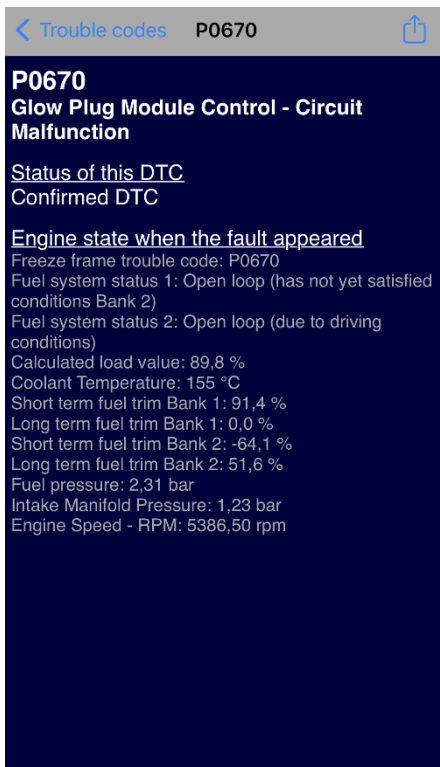 Trouble codes P0670
P0670
Glow Plug Module Control - Circuit
Malfunction
Status of this DTC
Confirmed DTC
Engine state when the fault appeared
Freeze frame trouble code: P0670
Fuel system status 1: Open loop (has not yet satisfied
conditions Bank 2)
Fuel system status 2: Open loop (due to driving
conditions)
Calculated load value: 89,8 %
Coolant Temperature: 155 °C
Short term fuel trim Bank 1: 91,4 %
Long term fuel trim Bank 1: 0,0 %
Short term fuel trim Bank 2: -64,1 %
Long term fuel trim Bank 2: 51,6 %
Fuel pressure: 2,31 bar
Intake Manifold Pressure: 1,23 bar
Engine Speed - RPM: 5386,50 rpm